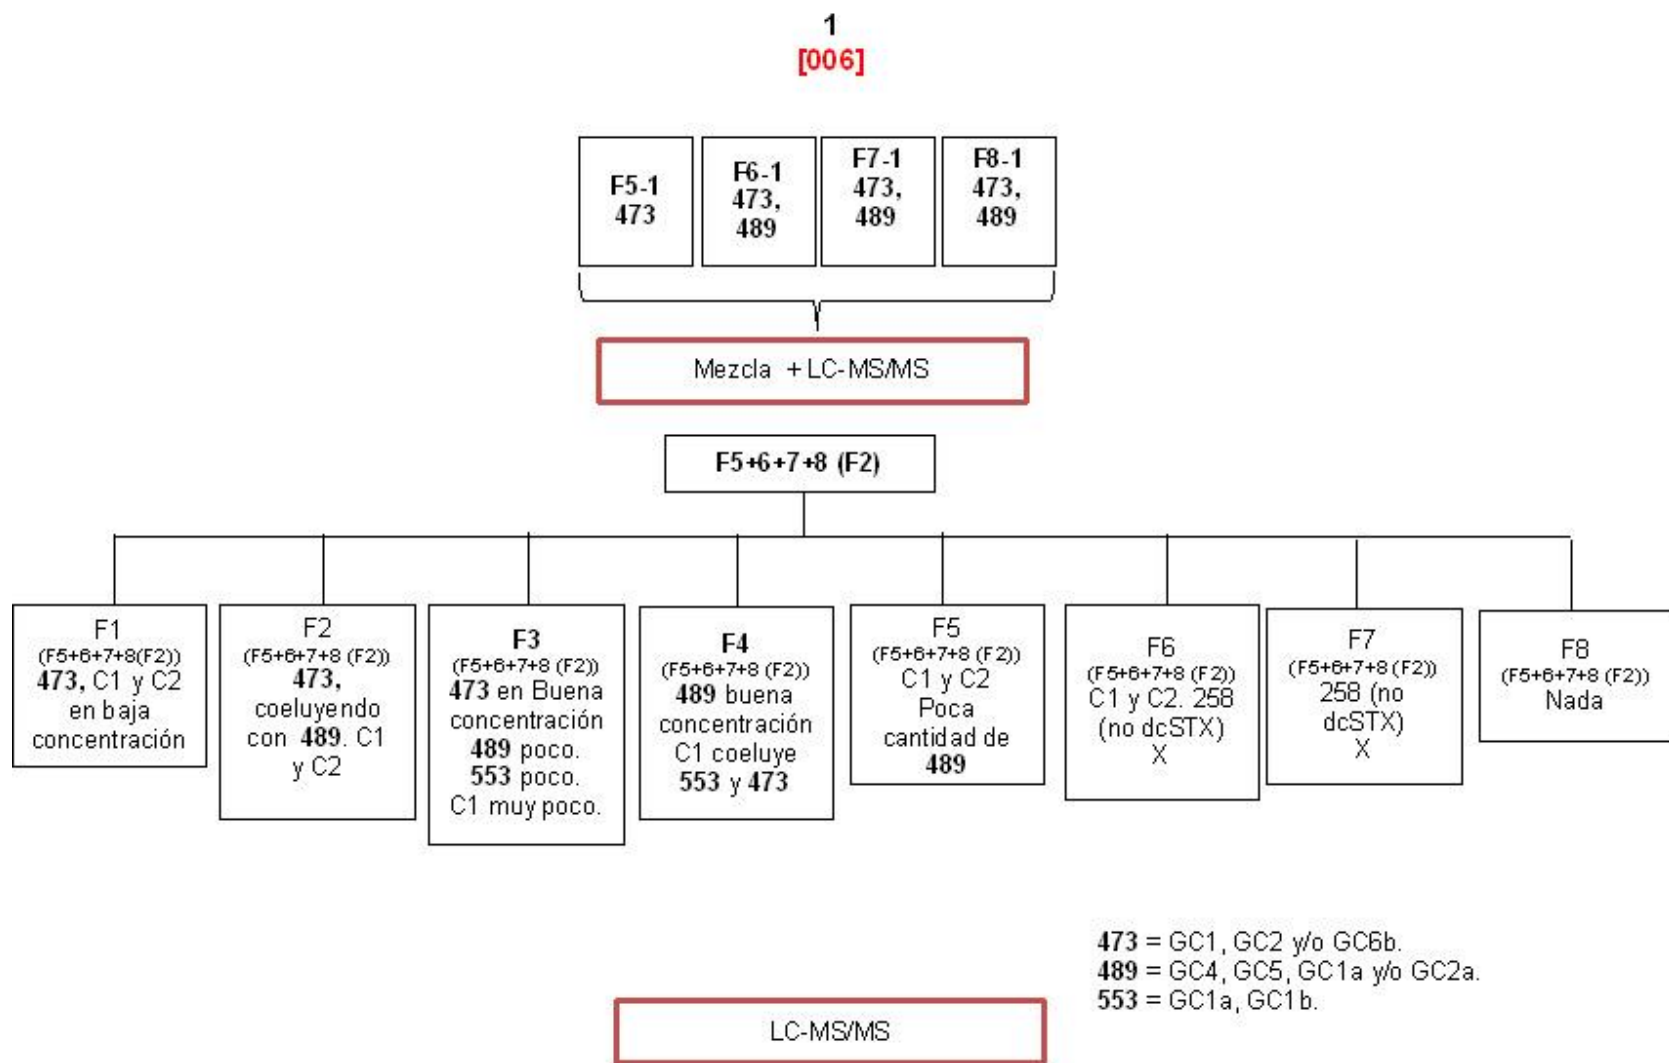 1
[006]
F5-1
473
F6-1
473,
489
F7-1
473,
489
F8-1
473,
489
Mezcla + LC-MS/MS
F5+6+7+8 (F2)
F1
(F5+6+7+8(F2))
473, C1 y C2
en baja
concentración
F2
(F5+6+7+8 (F2))
473,
coeluyendo
con 489. C1
y C2
F3
(F5+6+7+8 (F2))
473 en Buena
concentración
489 poco.
553 poco.
C1 muy poco.
F4
(F5+6+7+8 (F2))
489 buena
concentración
C1 coeluye
553 y 473
F5
(F5+6+7+8 (F2))
C1 y C2
Poca
cantidad de
489
F6
(F5+6+7+8 (F2))
C1 y C2. 258
(no dcSTX)
X
F7
(F5+6+7+8 (F2))
258 (no
dcSTX)
X
F8
(F5+6+7+8 (F2))
Nada
473 = GC1, GC2 y/o GC6b.
489 = GC4, GC5, GC1a y/o GC2a.
553 = GC1a, GC1b.
LC-MS/MS